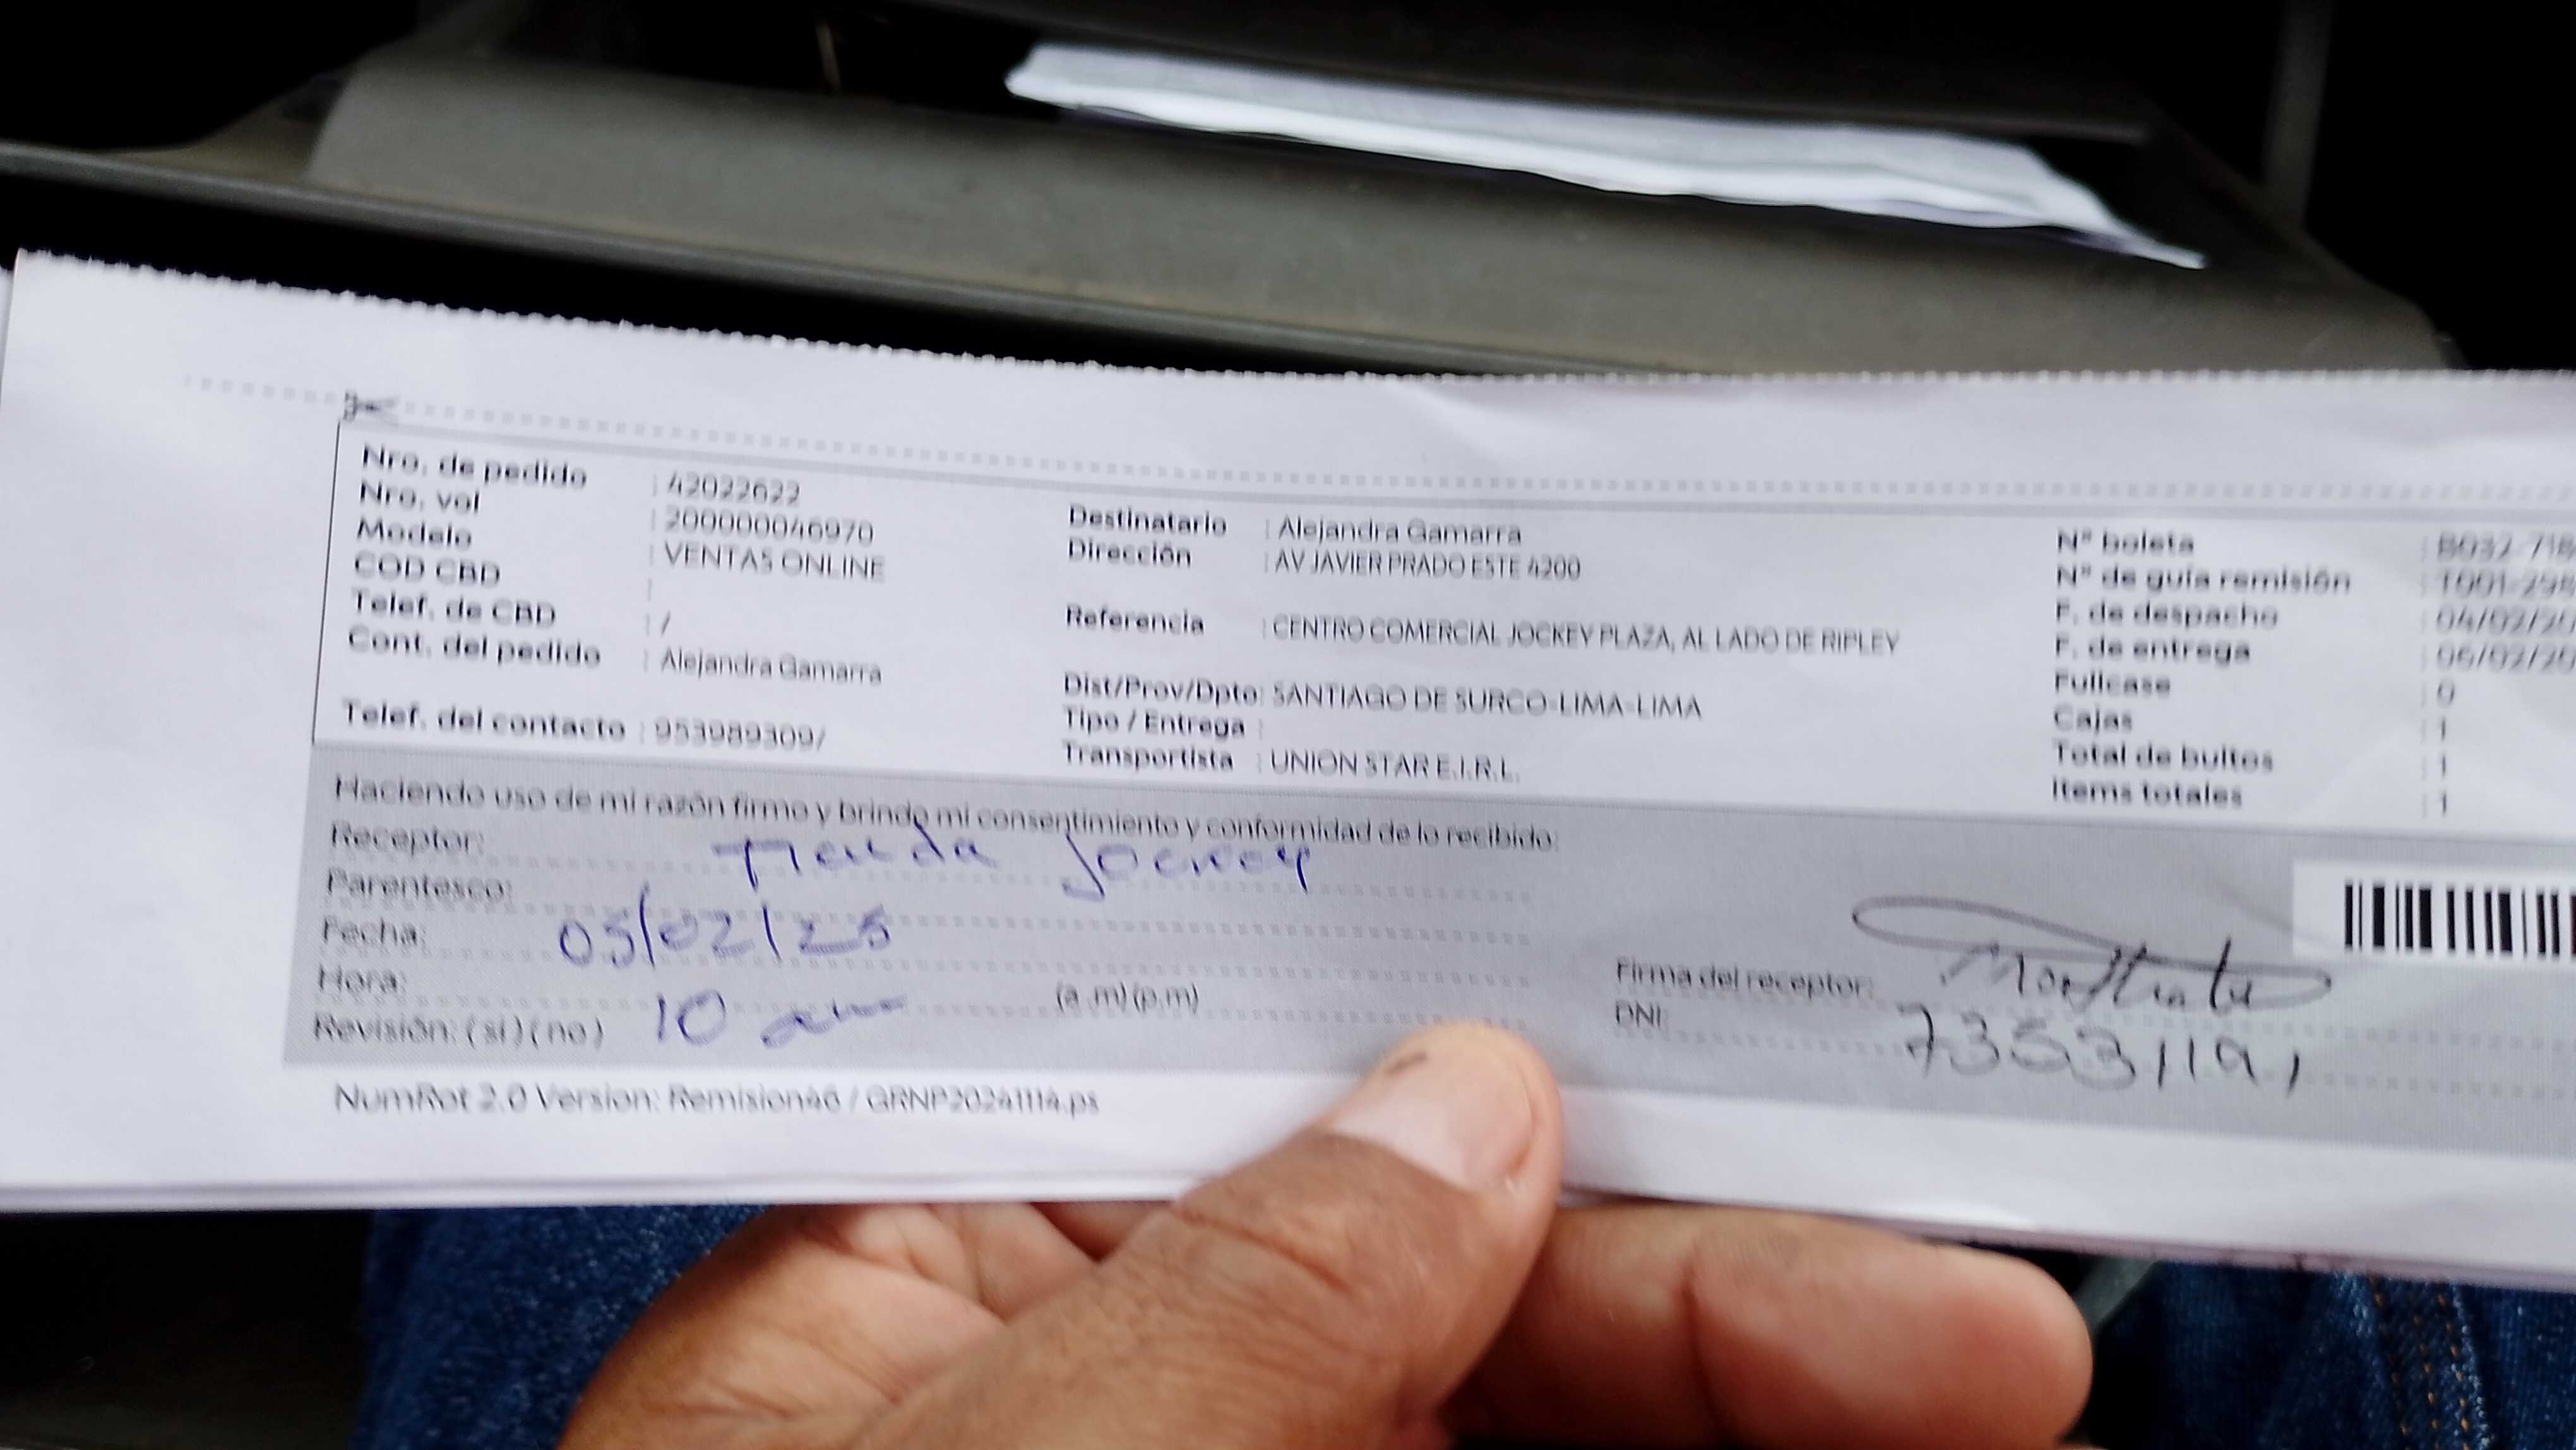 Nro. de pedido : 42022622
Nro. vol : 200000046970
Modelo : VENTAS ONLINE
COD CBD :
Telef. de CBD : /
Cont. del pedido : Alejandra Gamarra
Telef. del contacto : 953989309/
Destinatario : Alejandra Gamarra
Dirección : AV JAVIER PRADO ESTE 4200
Referencia : CENTRO COMERCIAL JOCKEY PLAZA, AL LADO DE RIPLEY
Dist/Prov/Dpto: SANTIAGO DE SURCO-LIMA-LIMA
Tipo / Entrega :
Transportista : UNION STAR E.I.R.L.
N° boleta : B032-718
N° de guía remisión : T001-298
F. de despacho : 04/02/20
F. de entrega : 06/02/20
Fullcase : 0
Cajas : 1
Total de bultos : 1
Items totales : 1
Haciendo uso de mi razón firmo y brindo mi consentimiento y conformidad de lo recibido:
Receptor: Tienda Jockey
Parentesco:
Fecha: 05/02/25
Hora: 10 am (a.m)(p.m)
Revisión: (si)(no)
Firma del receptor:
DNI:
NumRot 2.0 Version: Remision46 / GRNP20241114.ps